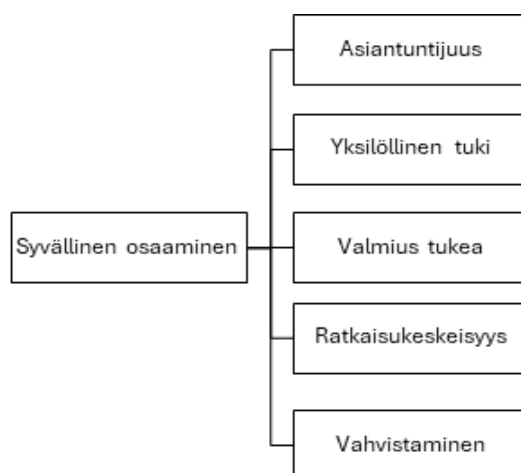 Asiantuntijuus
Yksilöllinen tuki
Syvällinen osaaminen
Valmius tukea
Ratkaisukeskeisyys
Vahvistaminen